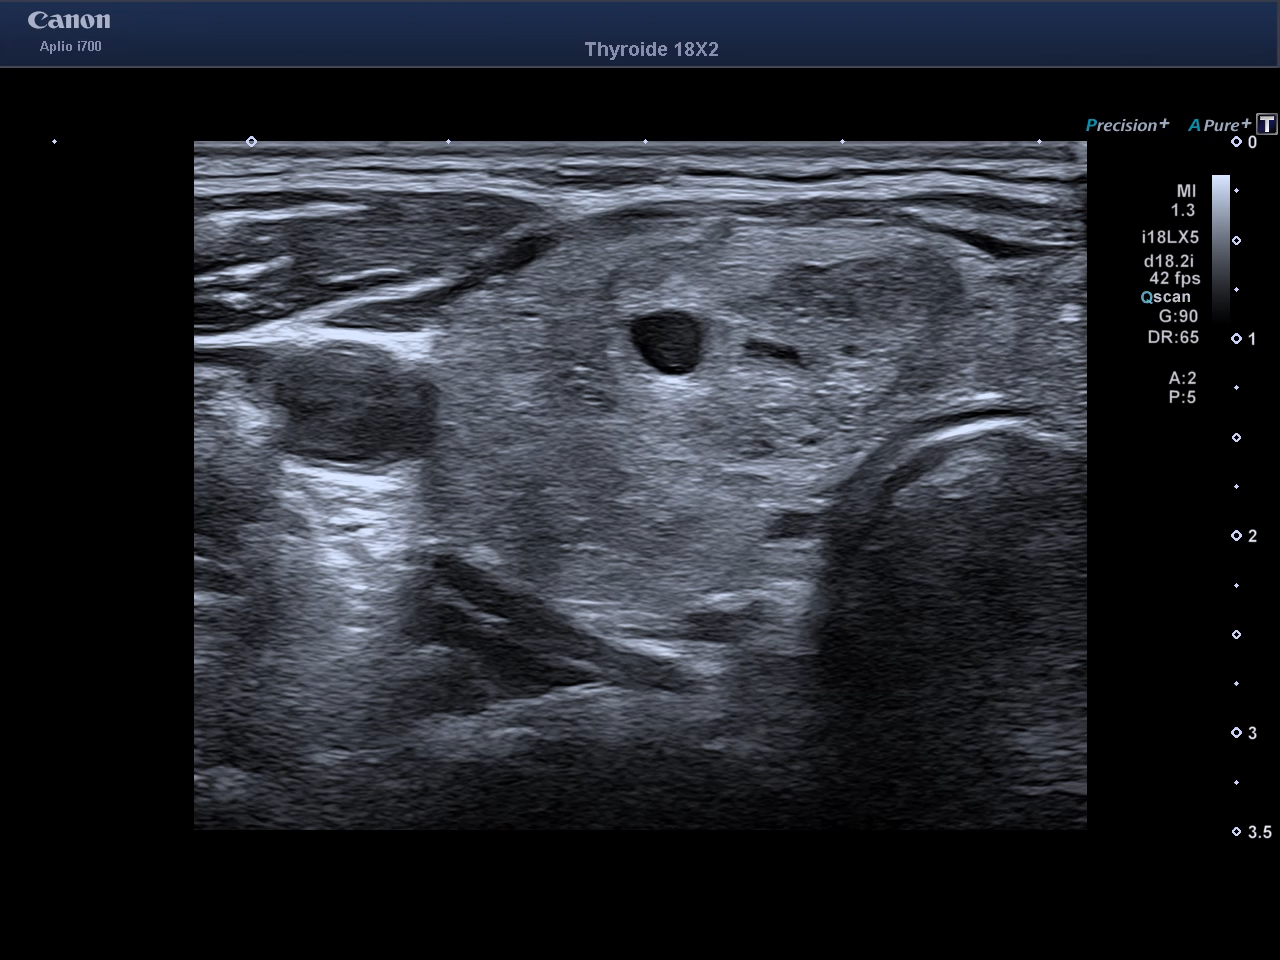 Canon
Aplio i700
Thyroide 18X2
Precision+ A Pure+ T
0
MI
1.3
i18LX5
d18.2i
42 fps
Qscan
G:90
DR:65
1
A:2
P:5
2
3
3.5